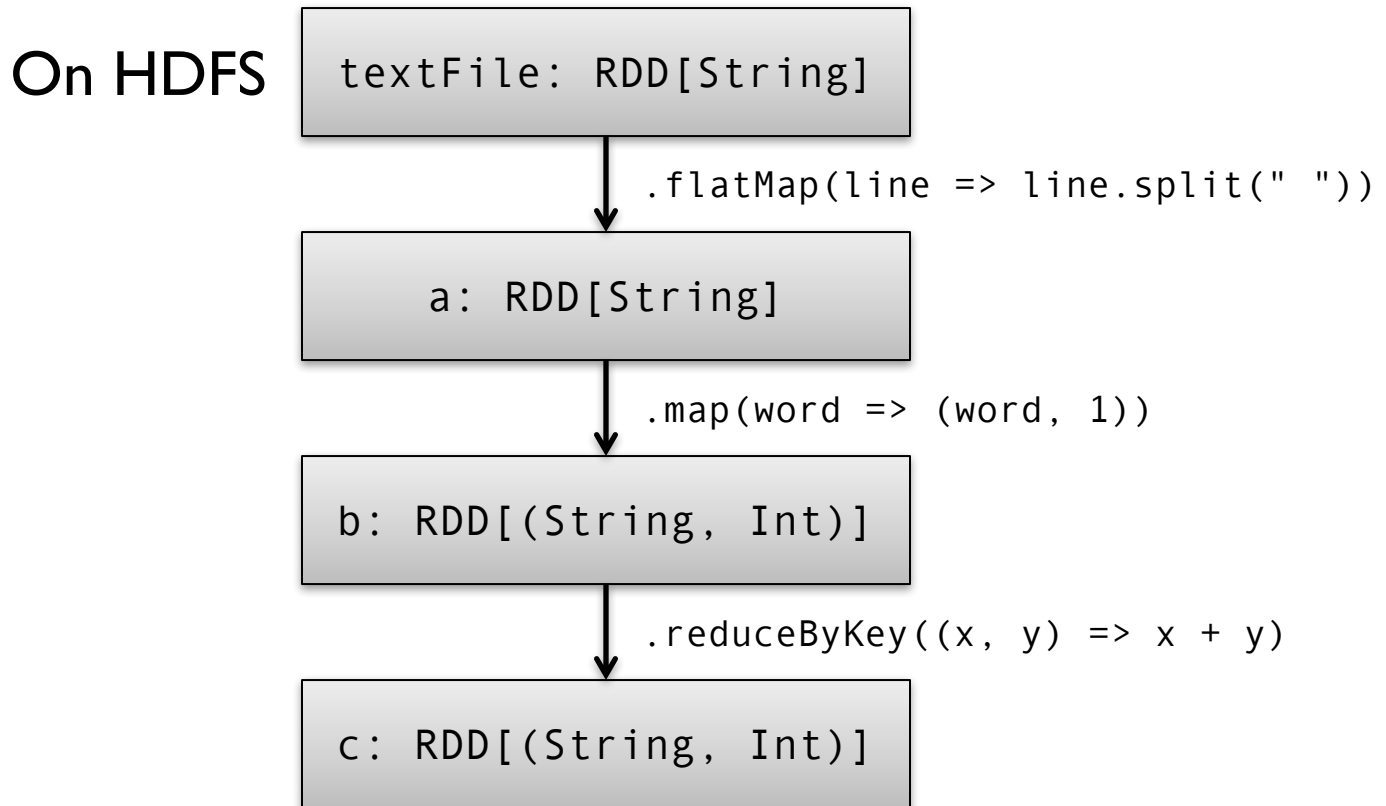 On HDFS
textFile: RDD[String]
.flatMap(line => line.split(" "))
a: RDD[String]
.map(word => (word, 1))
b: RDD[(String, Int)]
.reduceByKey((x, y) => x + y)
c: RDD[(String, Int)]